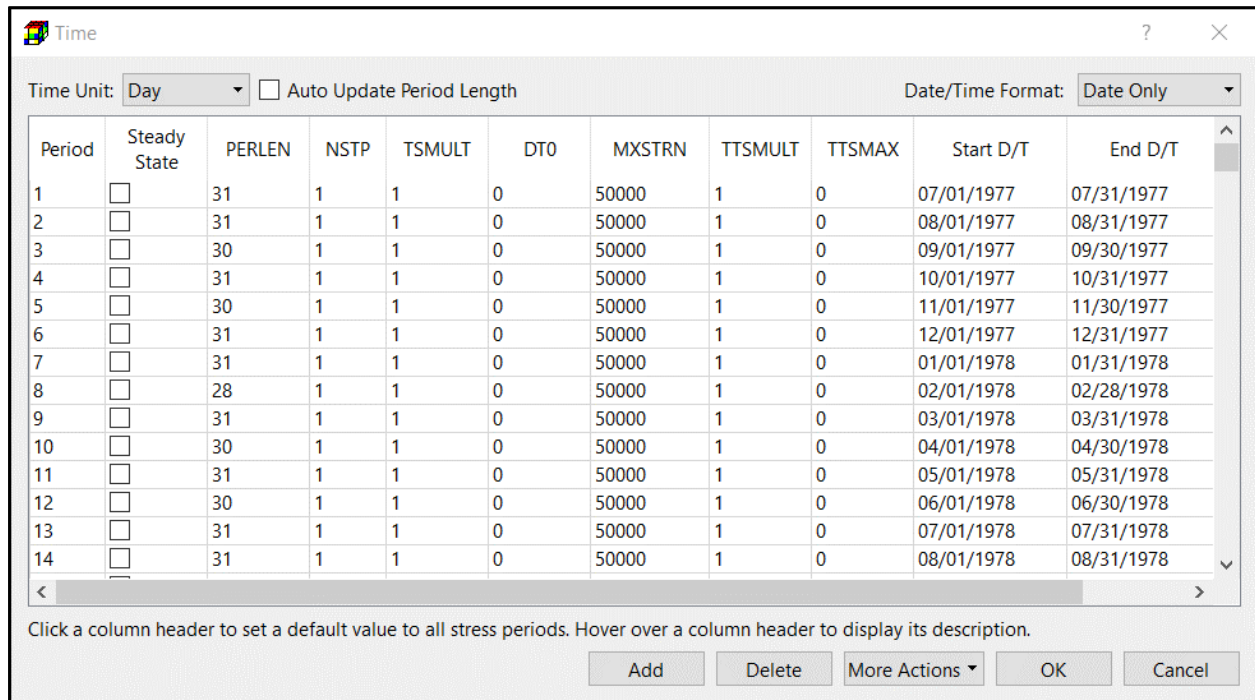 Time ?
Time Unit: Day Auto Update Period Length Date/Time Format: Date Only
Period Steady State PERLEN NSTP TSMULT DT0 MXSTRN TTSMULT TTSMAX Start D/T End D/T
1 31 1 1 0 50000 1 0 07/01/1977 07/31/1977
2 31 1 1 0 50000 1 0 08/01/1977 08/31/1977
3 30 1 1 0 50000 1 0 09/01/1977 09/30/1977
4 31 1 1 0 50000 1 0 10/01/1977 10/31/1977
5 30 1 1 0 50000 1 0 11/01/1977 11/30/1977
6 31 1 1 0 50000 1 0 12/01/1977 12/31/1977
7 31 1 1 0 50000 1 0 01/01/1978 01/31/1978
8 28 1 1 0 50000 1 0 02/01/1978 02/28/1978
9 31 1 1 0 50000 1 0 03/01/1978 03/31/1978
10 30 1 1 0 50000 1 0 04/01/1978 04/30/1978
11 31 1 1 0 50000 1 0 05/01/1978 05/31/1978
12 30 1 1 0 50000 1 0 06/01/1978 06/30/1978
13 31 1 1 0 50000 1 0 07/01/1978 07/31/1978
14 31 1 1 0 50000 1 0 08/01/1978 08/31/1978
Click a column header to set a default value to all stress periods. Hover over a column header to display its description.
Add Delete More Actions OK Cancel